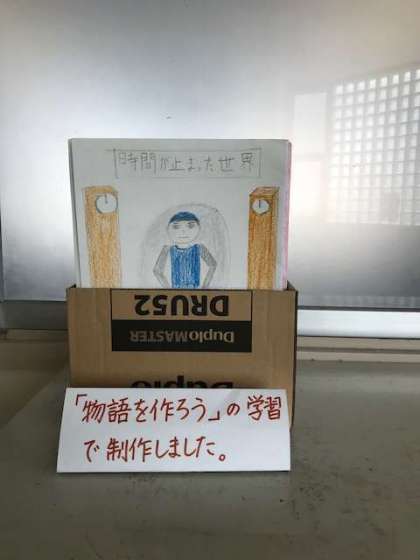 時間が止まった世界
DRU52
DuploMASTER
Duplo
「物語を作ろう」の学習
で制作しました。